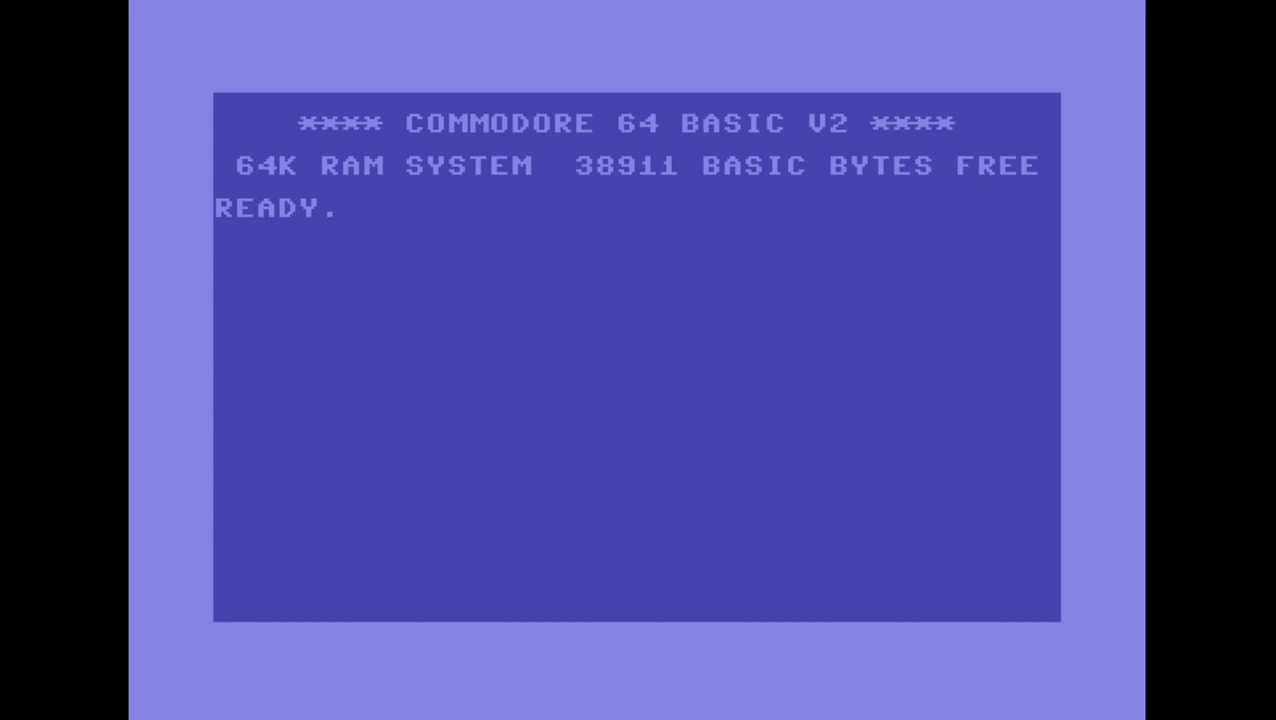 **** COMMODORE 64 BASIC V2 ****
64K RAM SYSTEM  38911 BASIC BYTES FREE
READY.